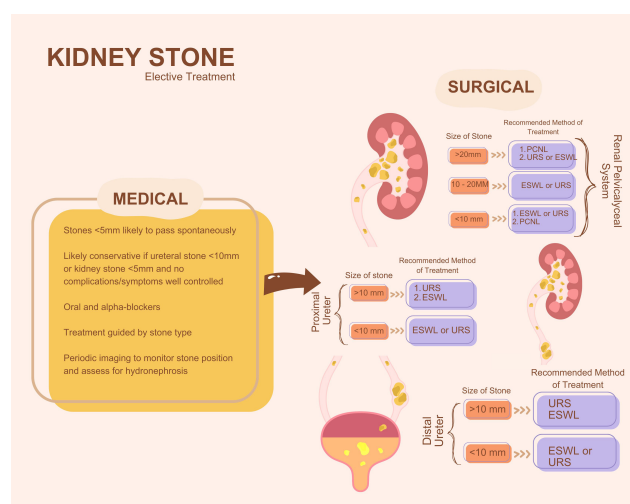 KIDNEY STONE
Elective Treatment
MEDICAL
Stones <5mm likely to pass spontaneously
Likely conservative if ureteral stone <10mm
or kidney stone <5mm and no
complications/symptoms well controlled
Oral and alpha-blockers
Treatment guided by stone type
Periodic imaging to monitor stone position
and assess for hydronephrosis
SURGICAL
Size of Stone
Recommended Method of
Treatment
>20mm
1. PCNL
2. URS or ESWL
10 - 20MM
ESWL or URS
<10 mm
1. ESWL or URS
2. PCNL
Renal Pelvicalyceal
System
Proximal
Ureter
Size of stone
Recommended Method
of Treatment
>10 mm
1. URS
2. ESWL
<10 mm
ESWL or URS
Distal
Ureter
Size of Stone
Recommended Method
of Treatment
>10 mm
URS
ESWL
<10 mm
ESWL or
URS